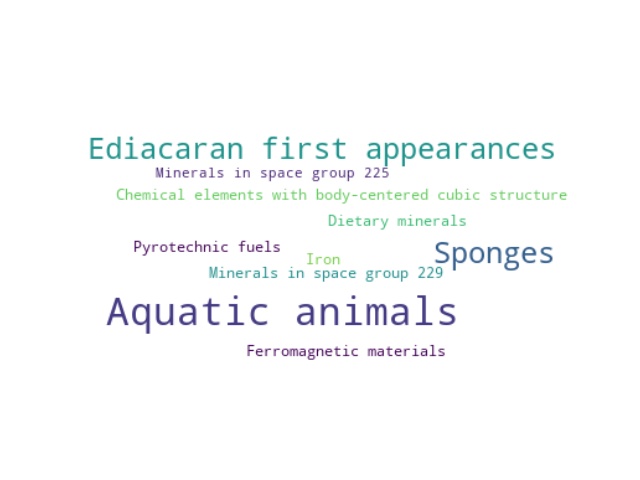 Ediacaran first appearances
Minerals in space group 225
Chemical elements with body-centered cubic structure
Dietary minerals
Pyrotechnic fuels
Sponges
Iron
Minerals in space group 229
Aquatic animals
Ferromagnetic materials